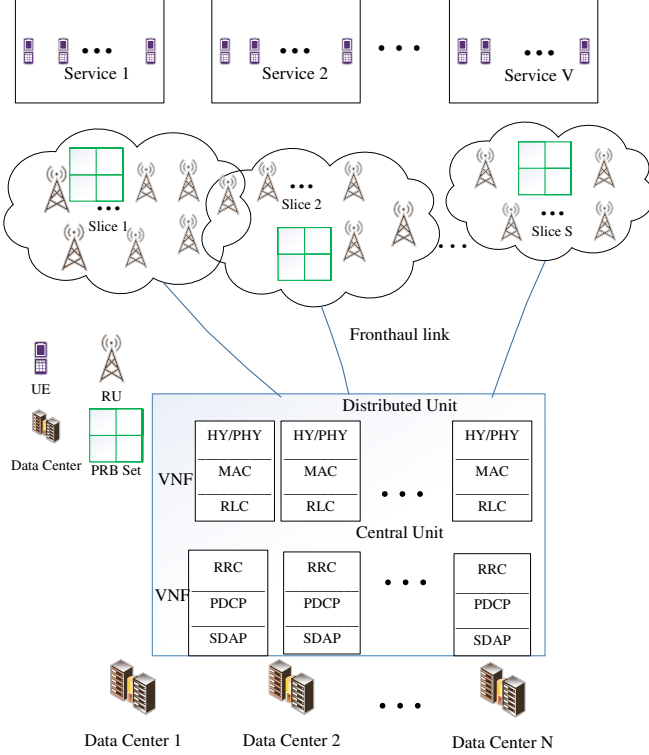 Service 1
Service 2
Service V
Slice 1
Slice 2
Slice S
Fronthaul link
UE
RU
Data Center
PRB Set
Distributed Unit
VNF
HY/PHY
MAC
RLC
HY/PHY
MAC
RLC
HY/PHY
MAC
RLC
Central Unit
VNF
RRC
PDCP
SDAP
RRC
PDCP
SDAP
RRC
PDCP
SDAP
Data Center 1
Data Center 2
Data Center N